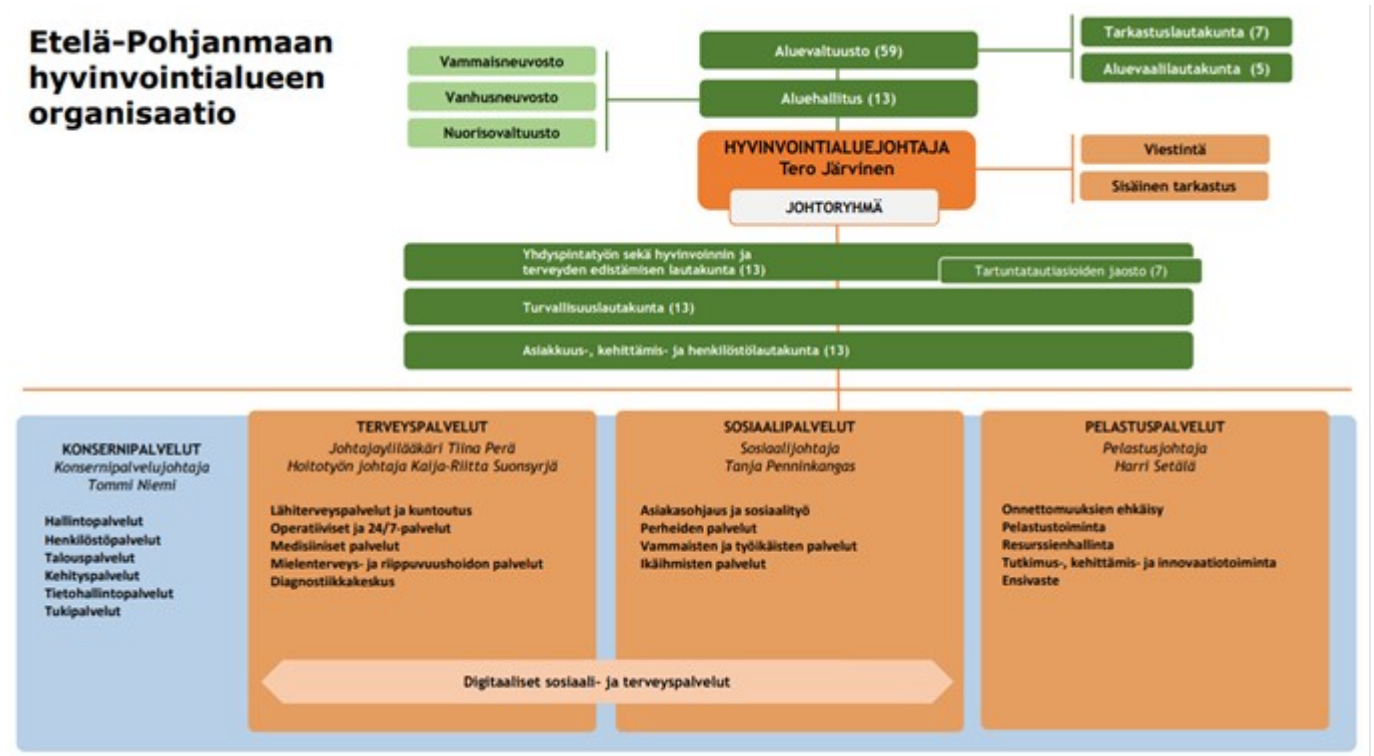 Etelä-Pohjanmaan
hyvinvointialueen
organisaatio
Vammaisneuvosto
Vanhusneuvosto
Nuorisovaltuusto
Aluevaltuusto (59)
Aluehallitus (13)
Tarkastuslautakunta (7)
Aluevaalilautakunta (5)
HYVINVOINTIALUEJOHTAJA
Tero Järvinen
JOHTORYHMÄ
Viestintä
Sisäinen tarkastus
Yhdyspintatyön sekä hyvinvoinnin ja
terveyden edistämisen lautakunta (13)
Tartuntatautiasioiden jaosto (7)
Turvallisuuslautakunta (13)
Asiakkuus-, kehittämis- ja henkilöstölautakunta (13)
KONSERNIPALVELUT
Konsernipalvelujohtaja
Tommi Niemi
Hallintopalvelut
Henkilöstöpalvelut
Talouspalvelut
Kehityspalvelut
Tietohallintopalvelut
Tukipalvelut
TERVEYSPALVELUT
Johtajaylilääkäri Tiina Perä
Hoitotyön johtaja Kaija-Riitta Suonsyrjä
Lähiterveyspalvelut ja kuntoutus
Operatiiviset ja 24/7-palvelut
Medisiiniset palvelut
Mielenterveys- ja riippuvuushoidon palvelut
Diagnostiikkakeskus
SOSIAALIPALVELUT
Sosiaalijohtaja
Tanja Penninkangas
Asiakasohjaus ja sosiaalityö
Perheiden palvelut
Vammaisten ja työikäisten palvelut
Ikäihmisten palvelut
PELASTUSPALVELUT
Pelastusjohtaja
Harri Setälä
Onnettomuuksien ehkäisy
Pelastustoiminta
Resurssienhallinta
Tutkimus-, kehittämis- ja innovaatiotoiminta
Ensivaste
Digitaaliset sosiaali- ja terveyspalvelut